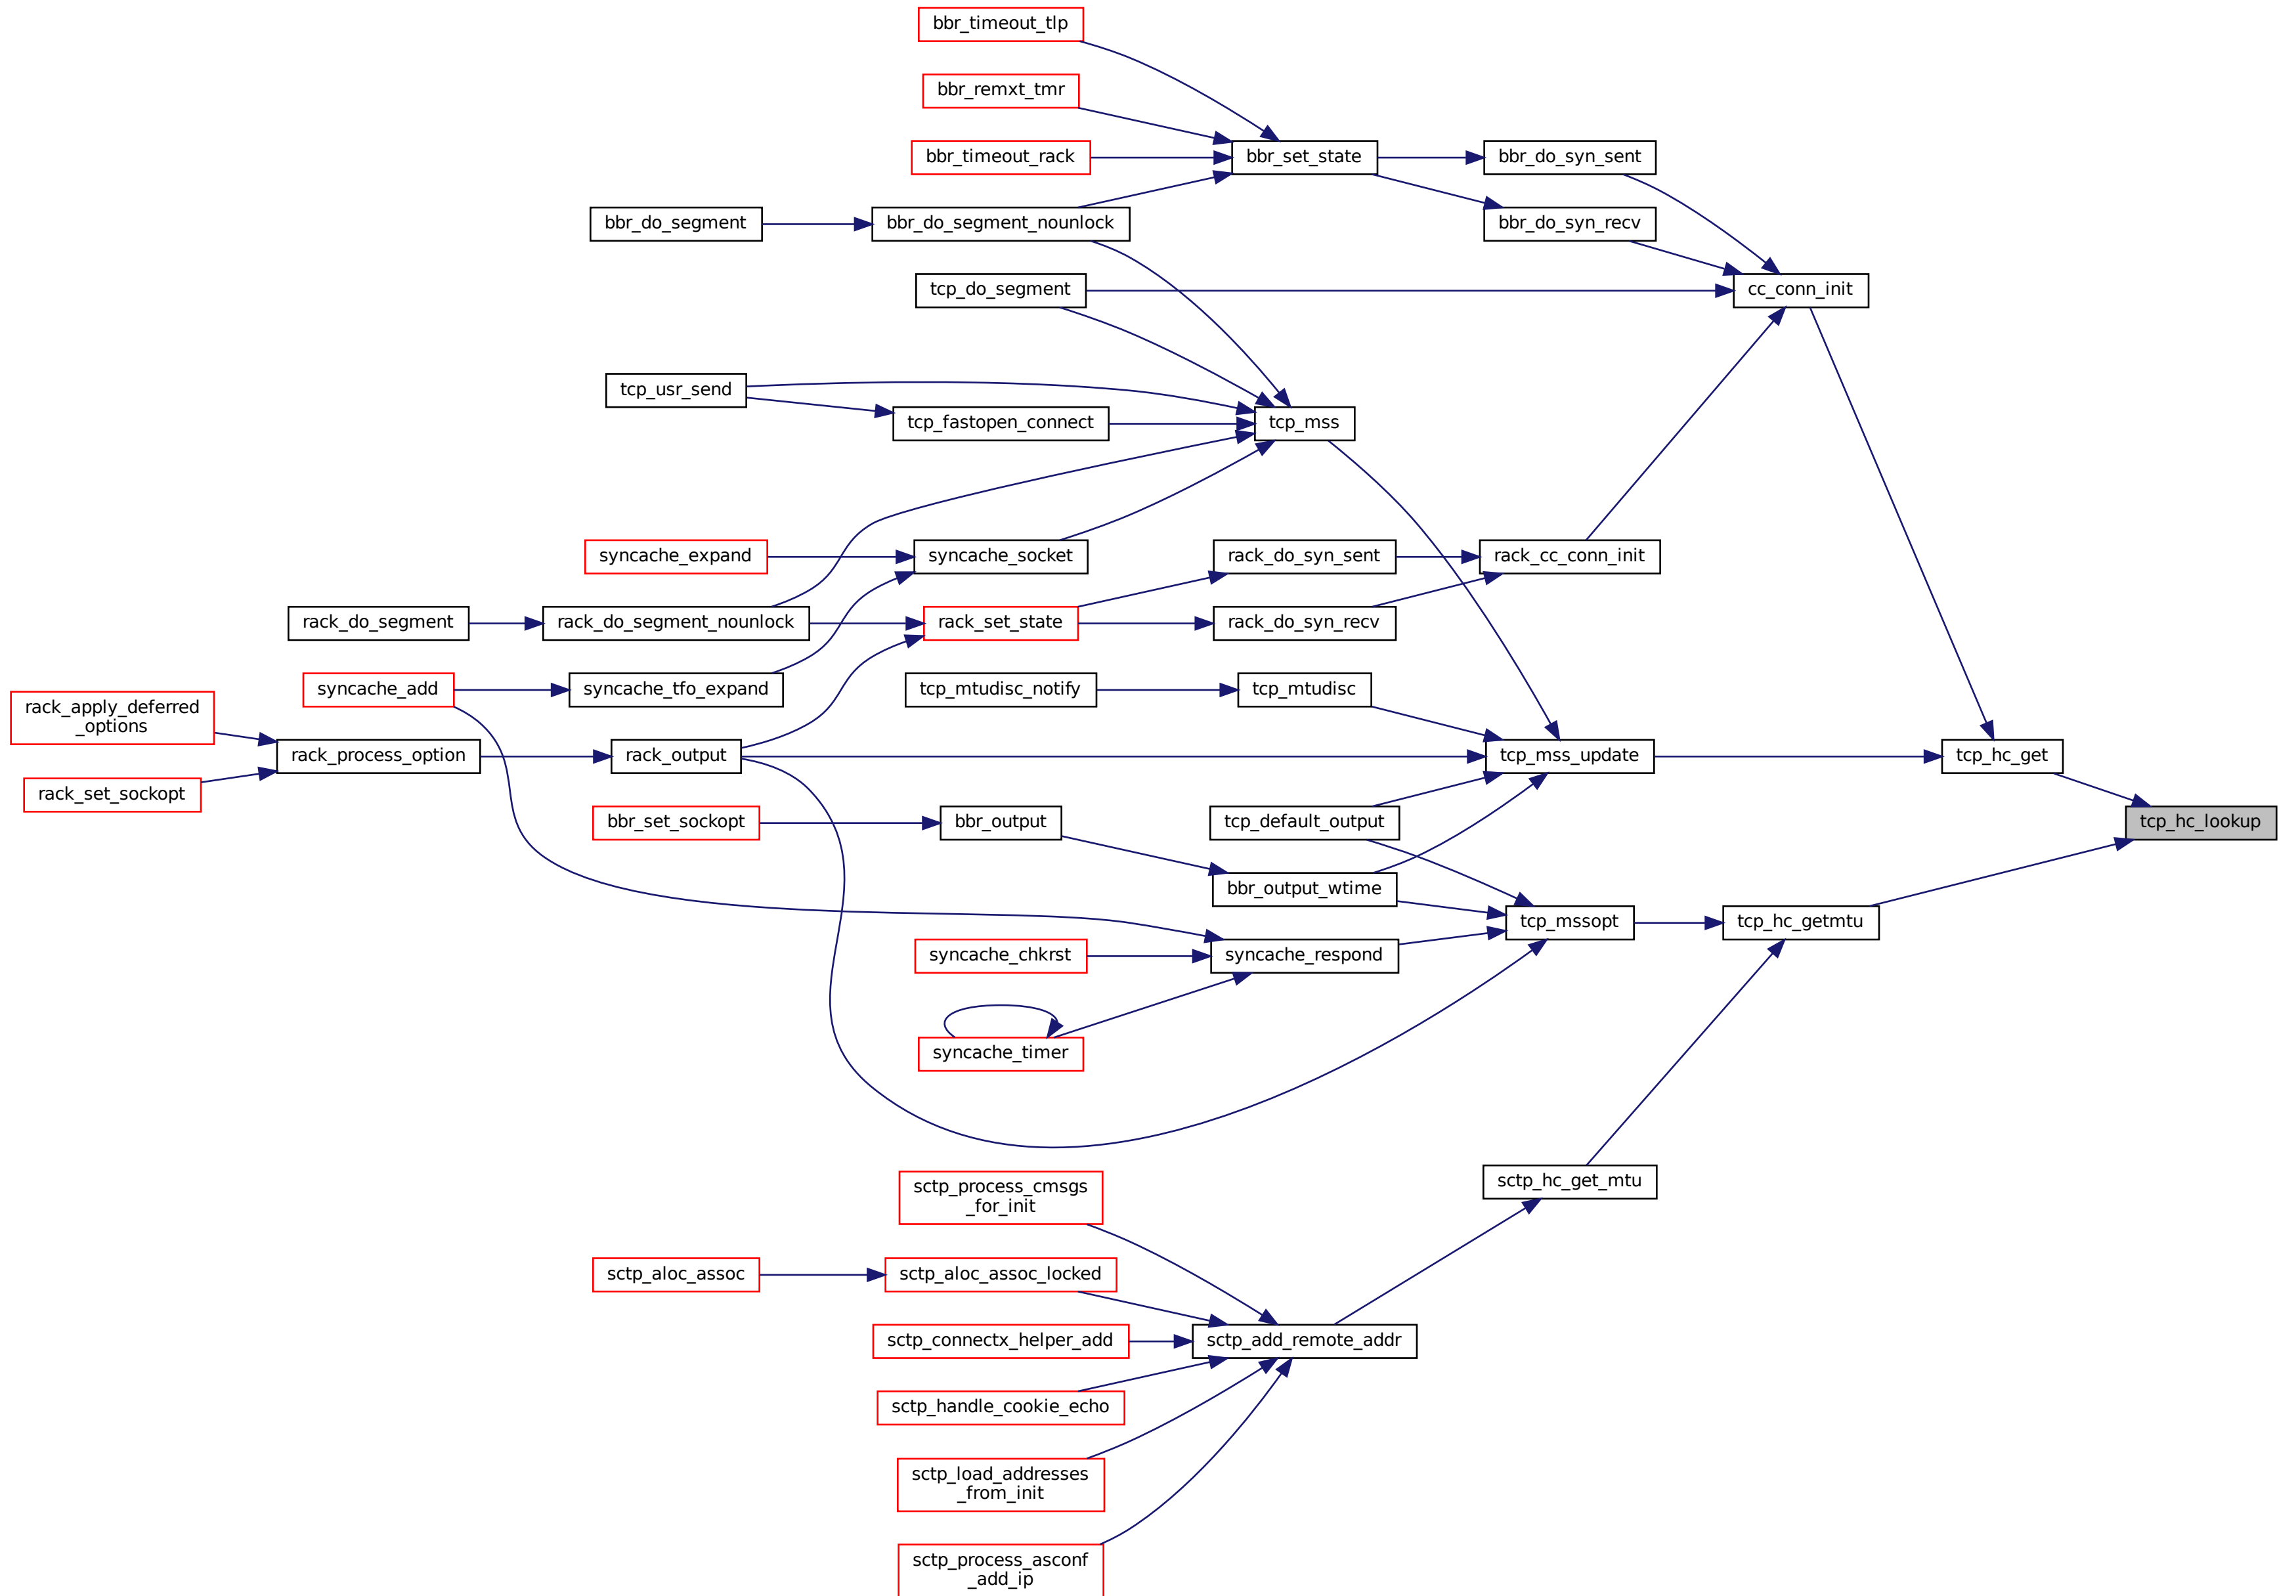 bbr_timeout_tlp
bbr_remxt_tmr
bbr_timeout_rack
bbr_set_state
bbr_do_syn_sent
bbr_do_segment
bbr_do_segment_nounlock
bbr_do_syn_recv
tcp_do_segment
cc_conn_init
tcp_usr_send
tcp_fastopen_connect
tcp_mss
syncache_expand
syncache_socket
rack_do_syn_sent
rack_cc_conn_init
rack_do_segment
rack_do_segment_nounlock
rack_set_state
rack_do_syn_recv
syncache_add
syncache_tfo_expand
tcp_mtudisc_notify
tcp_mtudisc
rack_apply_deferred
_options
rack_process_option
rack_output
tcp_mss_update
tcp_hc_get
rack_set_sockopt
bbr_set_sockopt
bbr_output
tcp_default_output
tcp_hc_lookup
bbr_output_wtime
tcp_mssopt
tcp_hc_getmtu
syncache_chkrst
syncache_respond
syncache_timer
sctp_process_cmsgs
_for_init
sctp_hc_get_mtu
sctp_aloc_assoc
sctp_aloc_assoc_locked
sctp_connectx_helper_add
sctp_add_remote_addr
sctp_handle_cookie_echo
sctp_load_addresses
_from_init
sctp_process_asconf
_add_ip